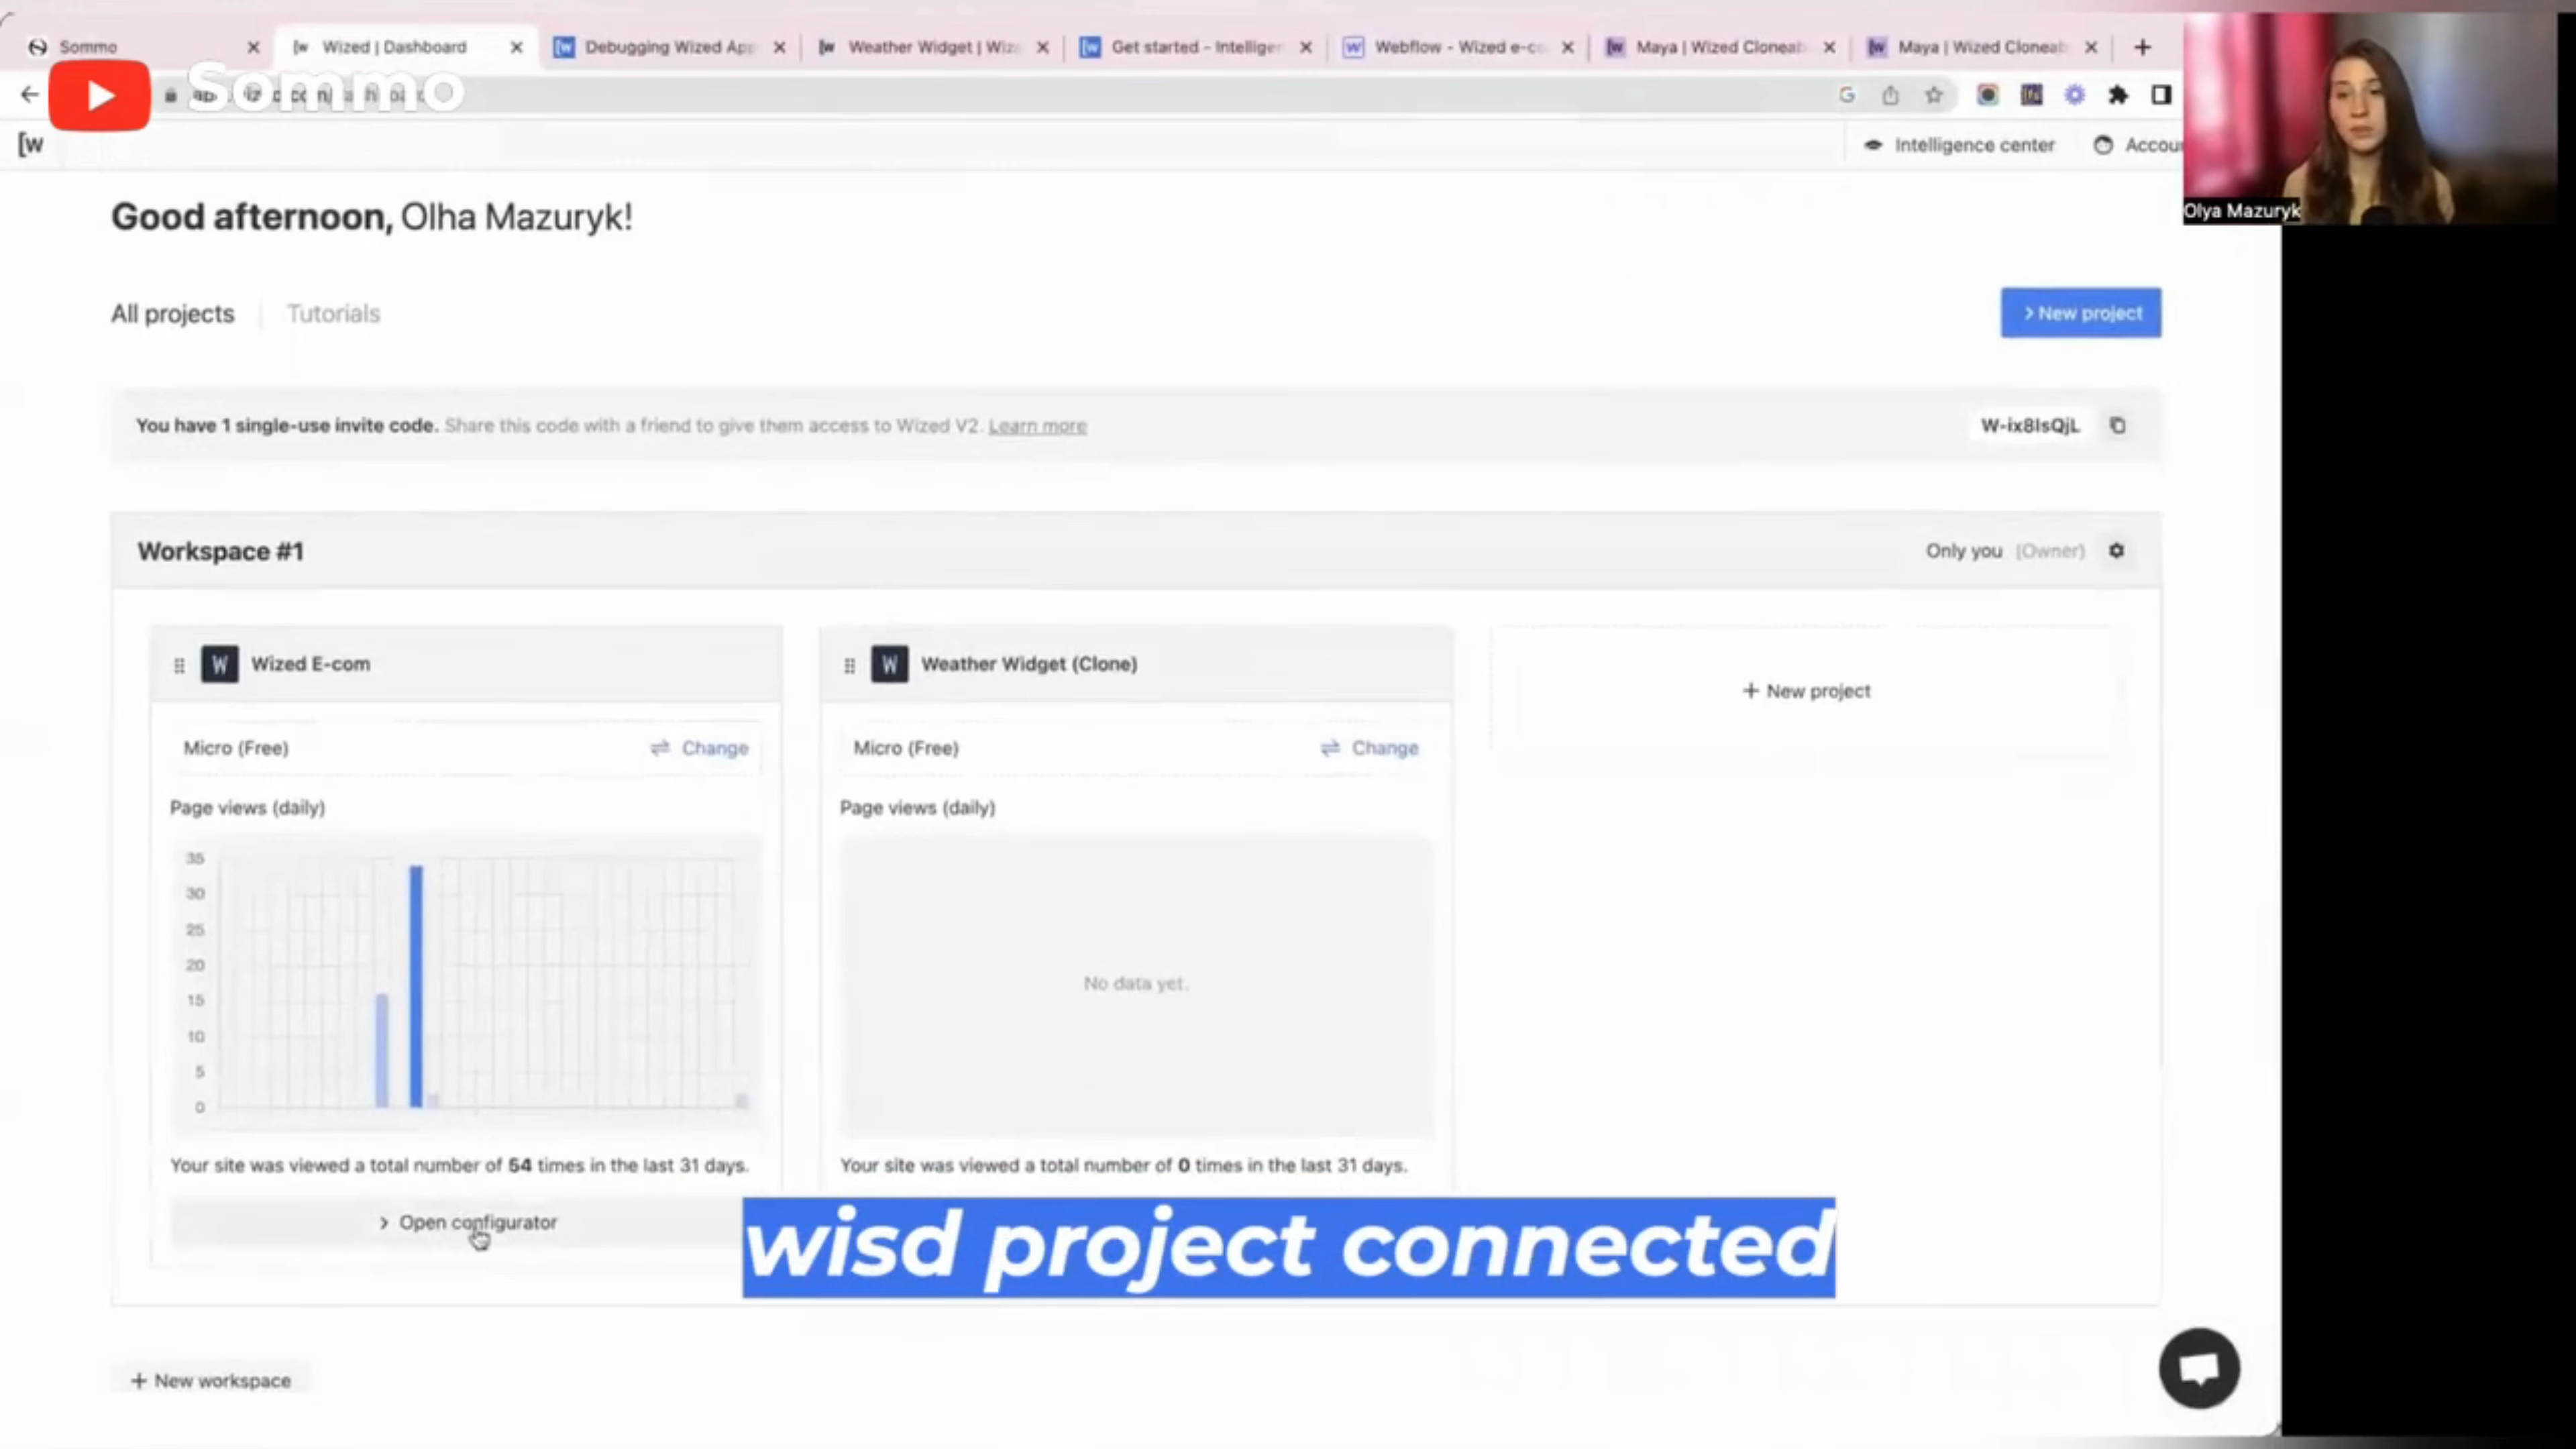 Sommo
Wized | Dashboard
Debugging Wized App
Weather Widget | Wize
Get started - Intelligen
Webflow - Wized e-co
Maya | Wized Cloneab
Maya | Wized Cloneab
Sommo
[w
Intelligence center
Accou
Olya Mazuryk
Good afternoon, Olha Mazuryk!
All projects
Tutorials
> New project
You have 1 single-use invite code. Share this code with a friend to give them access to Wized V2. Learn more
W-ix8IsQjL
Workspace #1
Only you (Owner)
W Wized E-com
W Weather Widget (Clone)
+ New project
Micro (Free)
Change
Micro (Free)
Change
Page views (daily)
Page views (daily)
35
30
25
20
15
10
5
0
No data yet.
Your site was viewed a total number of 54 times in the last 31 days.
Your site was viewed a total number of 0 times in the last 31 days.
> Open configurator
wisd project connected
+ New workspace